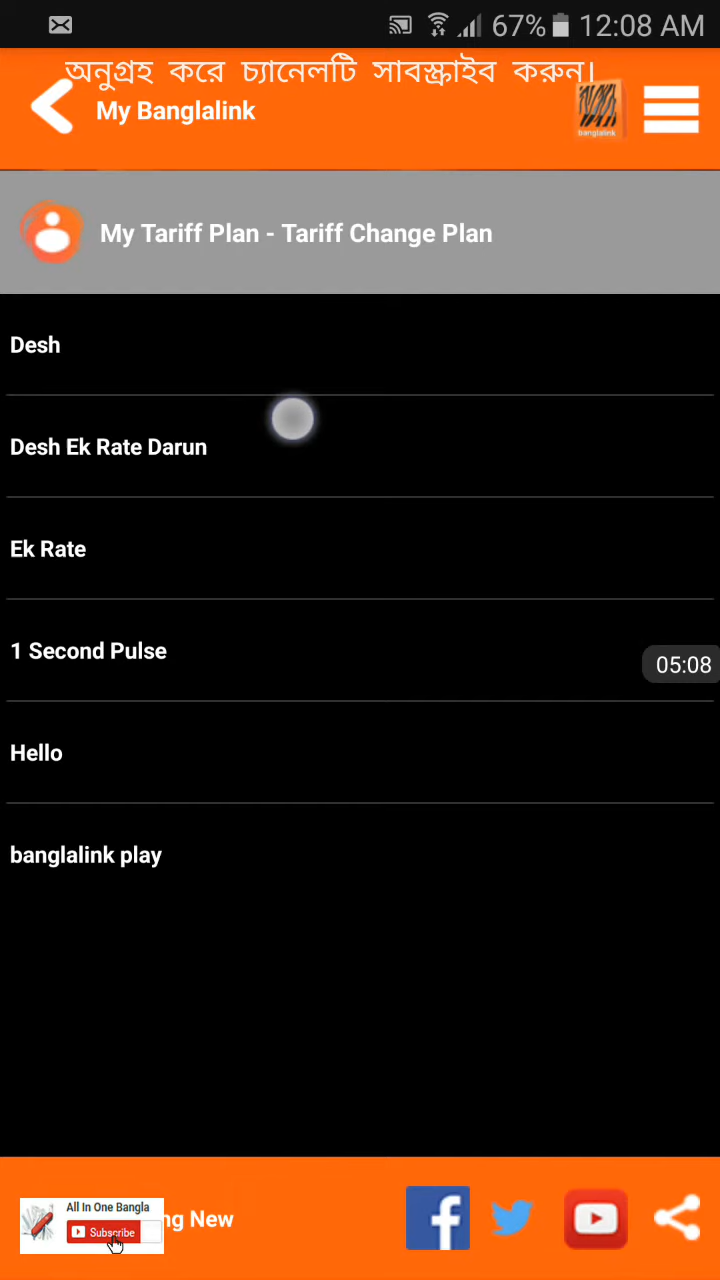 67% 12:08 AM
অনুগ্রহ করে চ্যানেলটি সাবস্ক্রাইব করুন।
My Banglalink
banglalink
My Tariff Plan - Tariff Change Plan
Desh
Desh Ek Rate Darun
Ek Rate
1 Second Pulse
05:08
Hello
banglalink play
All In One Bangla
Subscribe
ng New